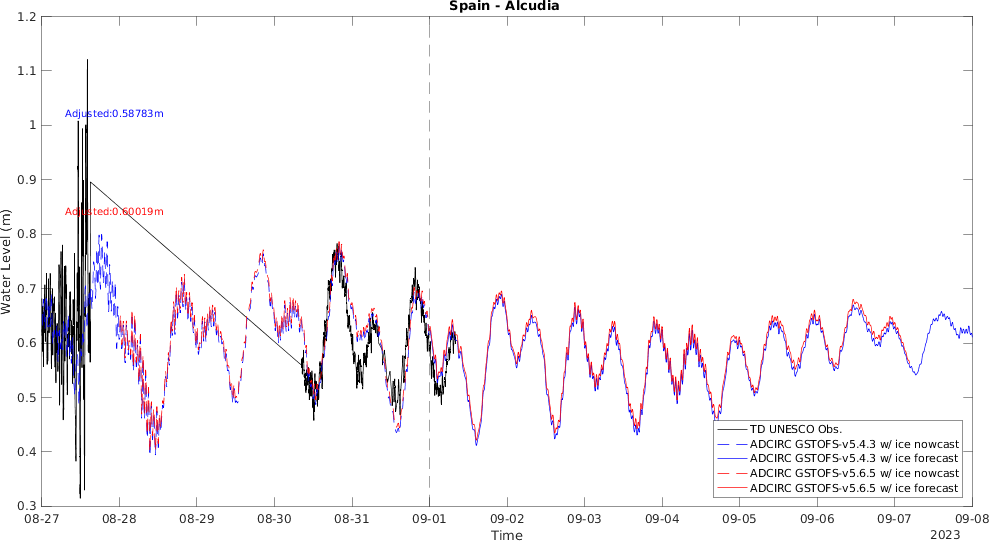 Spain - Alcudia
1.2
1.1
1
0.9
0.8
0.7
0.6
0.5
0.4
0.3
Water Level (m)
Adjusted:0.58783m
Adjusted:0.60019m
TD UNESCO Obs.
ADCIRC GSTOFS-v5.4.3 w/ ice nowcast
ADCIRC GSTOFS-v5.4.3 w/ ice forecast
ADCIRC GSTOFS-v5.6.5 w/ ice nowcast
ADCIRC GSTOFS-v5.6.5 w/ ice forecast
08-27 08-28 08-29 08-30 08-31 09-01 09-02 09-03 09-04 09-05 09-06 09-07 09-08
Time
2023